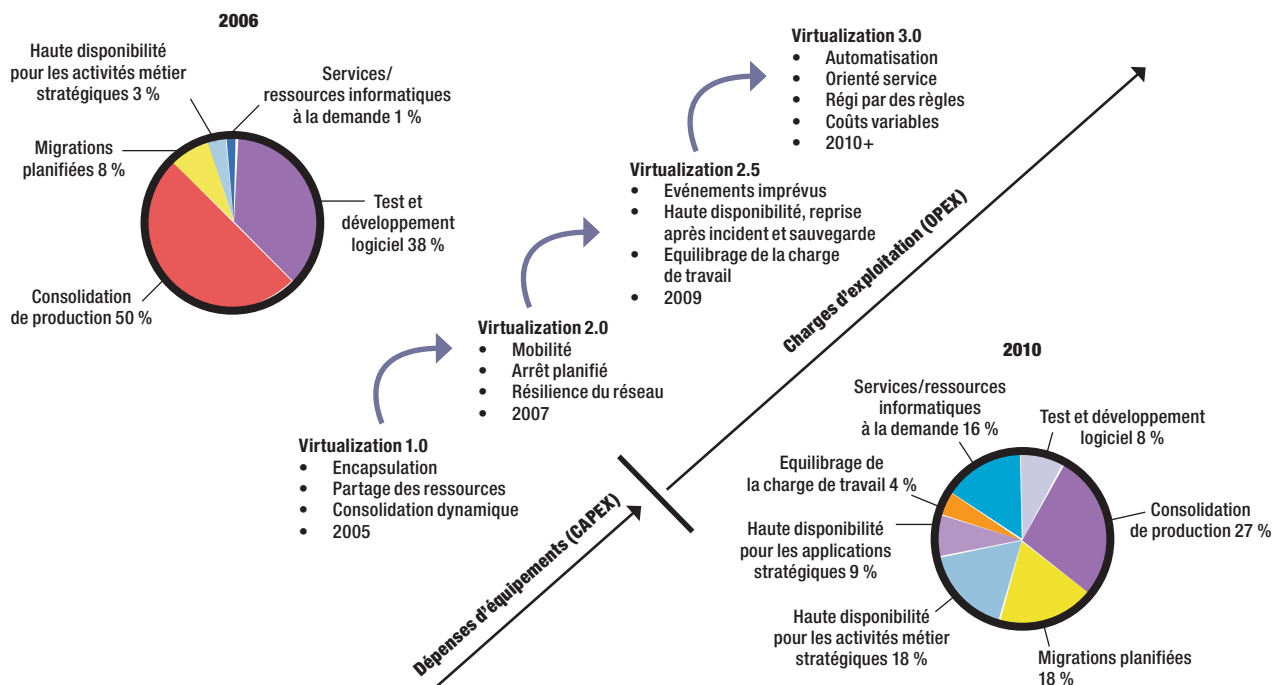 2006
Haute disponibilité
pour les activités métier
stratégiques 3 %
Services/
ressources informatiques
à la demande 1 %
Migrations
planifiées 8 %
Test et
développement
logiciel 38 %
Consolidation
de production 50 %
Virtualization 1.0
• Encapsulation
• Partage des ressources
• Consolidation dynamique
• 2005
Virtualization 2.0
• Mobilité
• Arrêt planifié
• Résilience du réseau
• 2007
Virtualization 2.5
• Evénements imprévus
• Haute disponibilité, reprise
après incident et sauvegarde
• Equilibrage de la charge
de travail
• 2009
Virtualization 3.0
• Automatisation
• Orienté service
• Régi par des règles
• Coûts variables
• 2010+
Dépenses d'équipements (CAPEX)
Charges d'exploitation (OPEX)
2010
Services/ressources
informatiques
à la demande 16 %
Test et développement
logiciel 8 %
Equilibrage de
la charge de travail 4 %
Consolidation
de production 27 %
Haute disponibilité
pour les applications
stratégiques 9 %
Haute disponibilité
pour les activités métier
stratégiques 18 %
Migrations planifiées
18 %